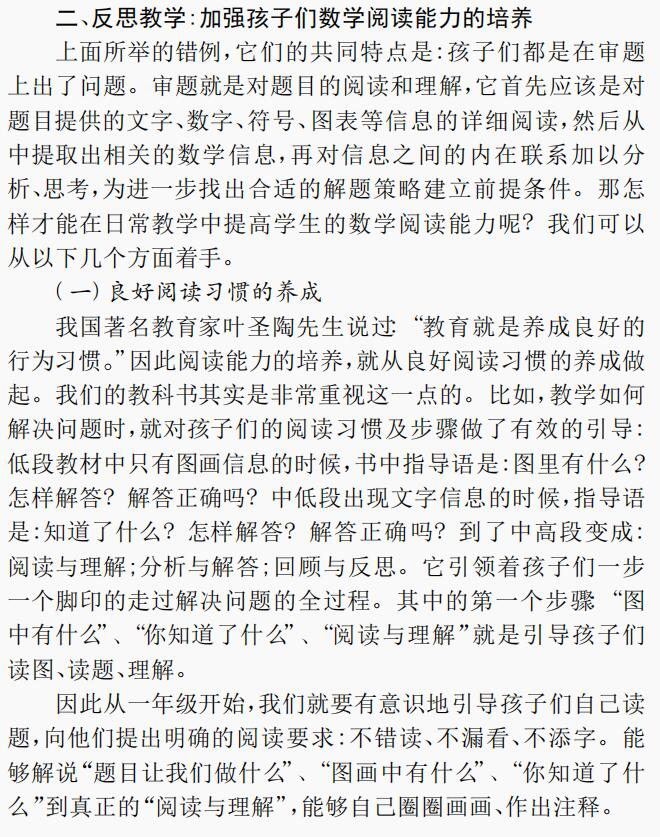 二、反思教学:加强孩子们数学阅读能力的培养
上面所举的错例,它们的共同特点是:孩子们都是在审题
上出了问题。审题就是对题目的阅读和理解,它首先应该是对
题目提供的文字、数字、符号、图表等信息的详细阅读,然后从
中提取出相关的数学信息,再对信息之间的内在联系加以分
析、思考,为进一步找出合适的解题策略建立前提条件。那怎
样才能在日常教学中提高学生的数学阅读能力呢?我们可以
从以下几个方面着手。
(一)良好阅读习惯的养成
我国著名教育家叶圣陶先生说过:“教育就是养成良好的
行为习惯。”因此阅读能力的培养,就从良好阅读习惯的养成做
起。我们的教科书其实是非常重视这一点的。比如,教学如何
解决问题时,就对孩子们的阅读习惯及步骤做了有效的引导:
低段教材中只有图画信息的时候,书中指导语是:图里有什么?
怎样解答?解答正确吗?中低段出现文字信息的时候,指导语
是:知道了什么?怎样解答?解答正确吗?到了中高段变成:
阅读与理解;分析与解答;回顾与反思。它引领着孩子们一步
一个脚印的走过解决问题的全过程。其中的第一个步骤“图
中有什么”、“你知道了什么”、“阅读与理解”就是引导孩子们
读图、读题、理解。
因此从一年级开始,我们就要有意识地引导孩子们自己读
题,向他们提出明确的阅读要求:不错读、不漏看、不添字。能
够解说“题目让我们做什么”、“图画中有什么”、“你知道了什
么”到真正的“阅读与理解”,能够自己圈圈画画、作出注释。